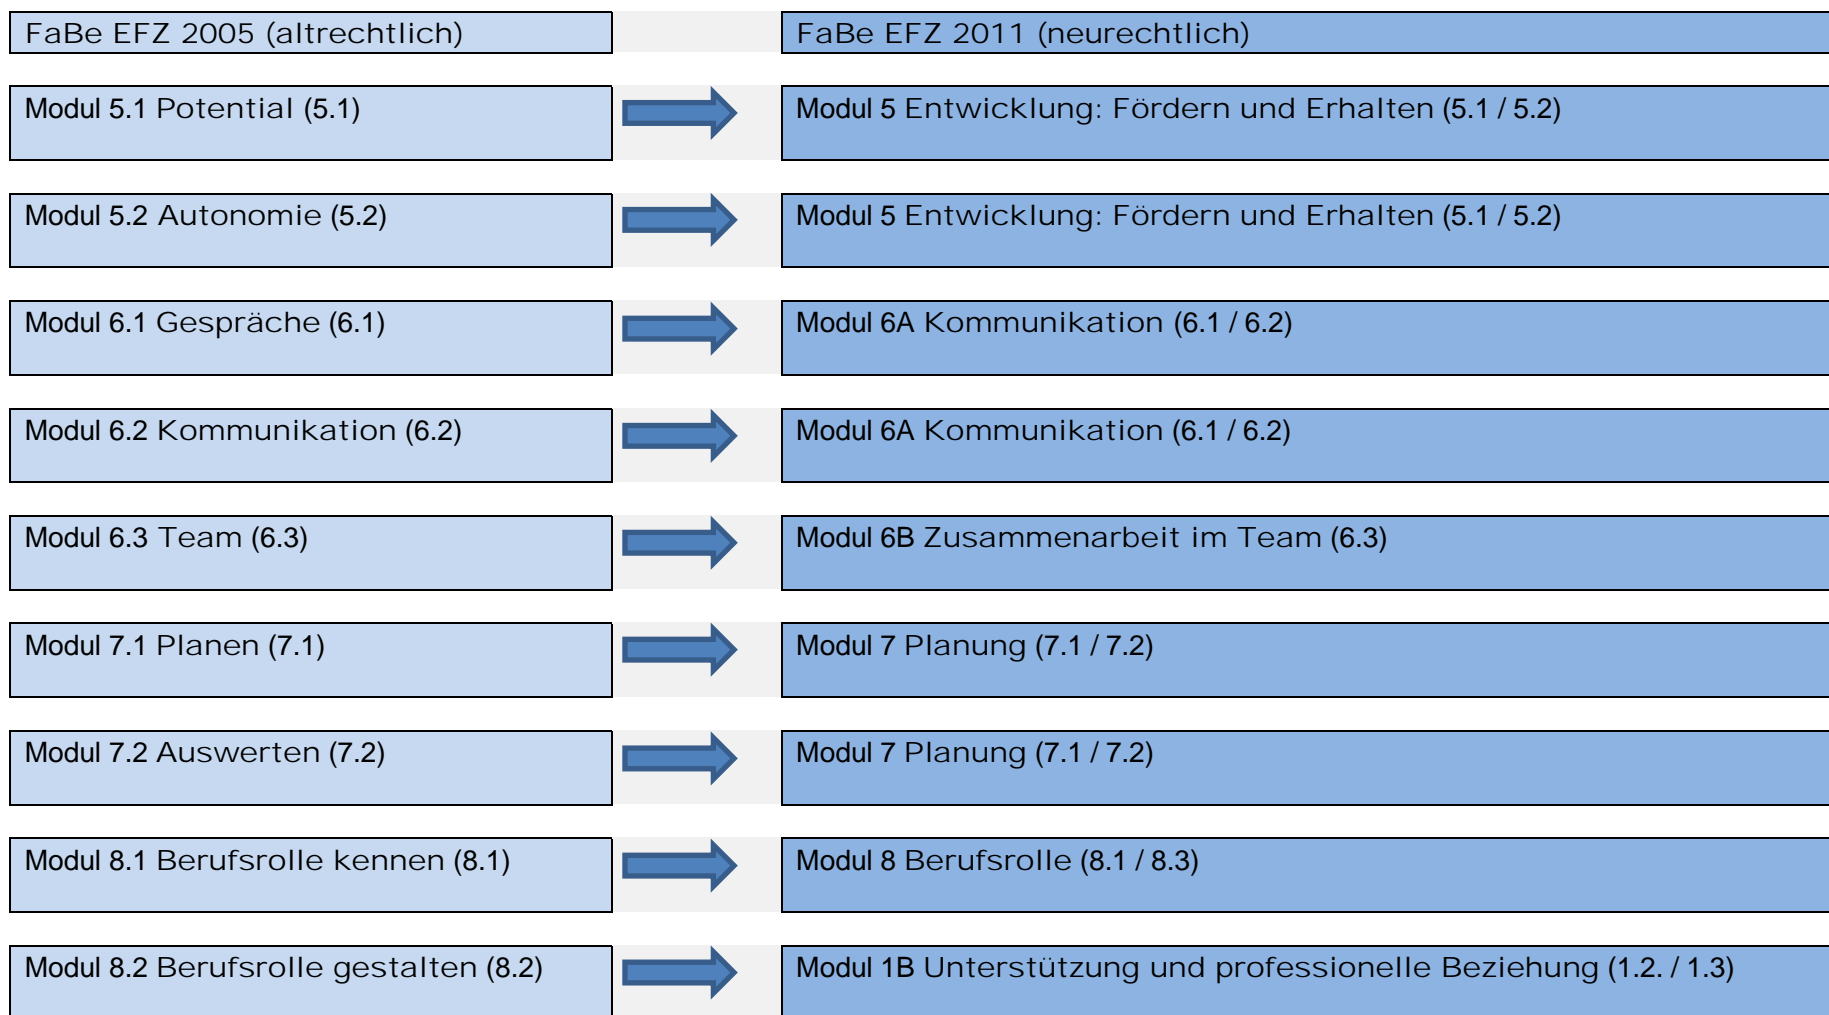 FaBe EFZ 2005 (altrechtlich) FaBe EFZ 2011 (neurechtlich)
Modul 5.1 Potential (5.1) Modul 5 Entwicklung: Fördern und Erhalten (5.1 / 5.2)
Modul 5.2 Autonomie (5.2) Modul 5 Entwicklung: Fördern und Erhalten (5.1 / 5.2)
Modul 6.1 Gespräche (6.1) Modul 6A Kommunikation (6.1 / 6.2)
Modul 6.2 Kommunikation (6.2) Modul 6A Kommunikation (6.1 / 6.2)
Modul 6.3 Team (6.3) Modul 6B Zusammenarbeit im Team (6.3)
Modul 7.1 Planen (7.1) Modul 7 Planung (7.1 / 7.2)
Modul 7.2 Auswerten (7.2) Modul 7 Planung (7.1 / 7.2)
Modul 8.1 Berufsrolle kennen (8.1) Modul 8 Berufsrolle (8.1 / 8.3)
Modul 8.2 Berufsrolle gestalten (8.2) Modul 1B Unterstützung und professionelle Beziehung (1.2. / 1.3)